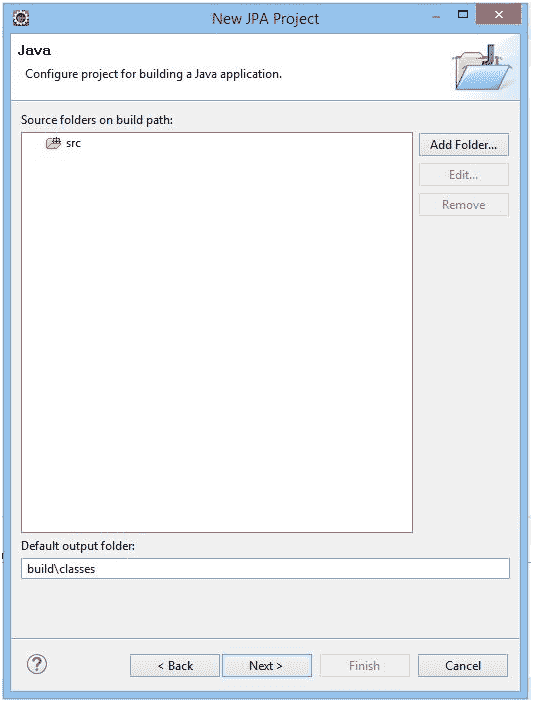 New JPA Project
Java
Configure project for building a Java application.
Source folders on build path:
src
Add Folder...
Edit...
Remove
Default output folder:
build\classes
?
< Back
Next >
Finish
Cancel